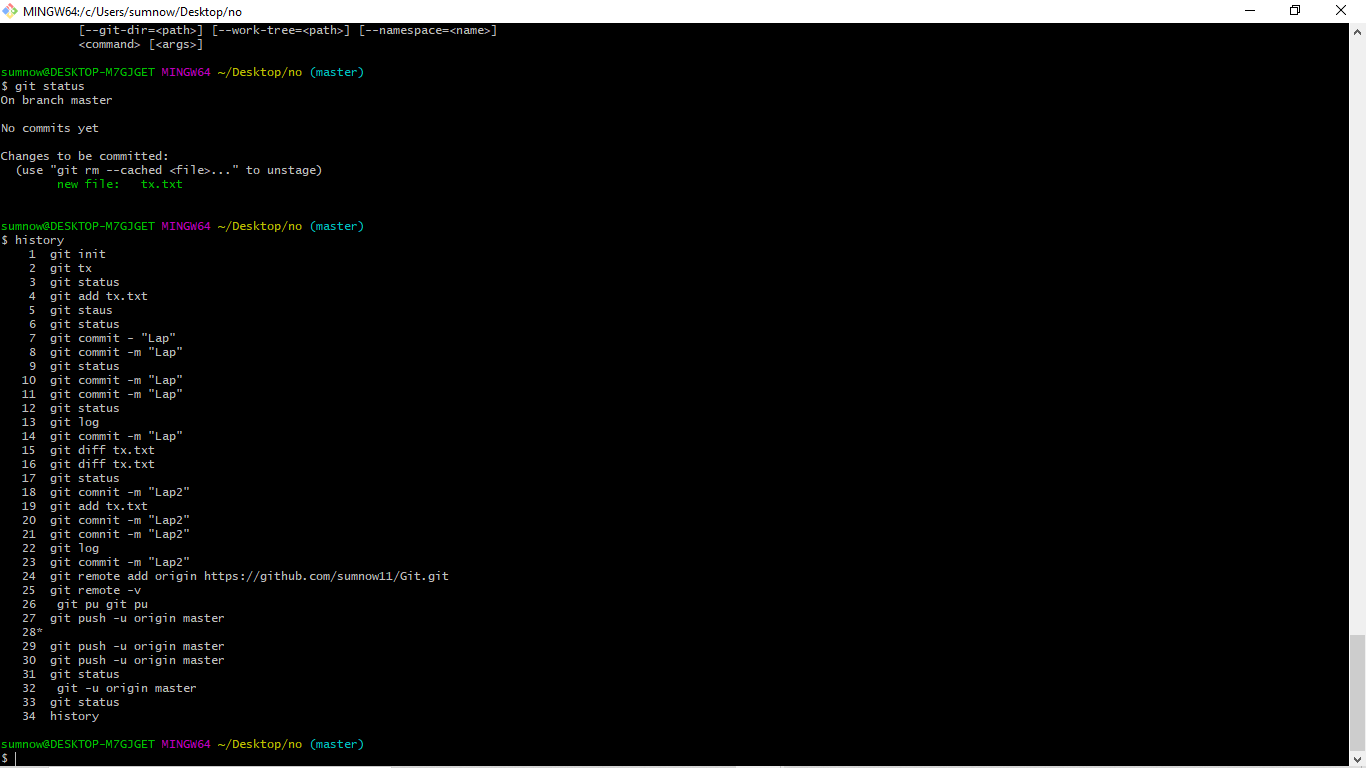 MINGW64:/c/Users/sumnow/Desktop/no
[--git-dir=<path>] [--work-tree=<path>] [--namespace=<name>]
<command> [<args>]
sumnow@DESKTOP-M7GJGET MINGW64 ~/Desktop/no (master)
$ git status
On branch master
No commits yet
Changes to be committed:
(use "git rm --cached <file>..." to unstage)
new file:   tx.txt
sumnow@DESKTOP-M7GJGET MINGW64 ~/Desktop/no (master)
$ history
1  git init
2  git tx
3  git status
4  git add tx.txt
5  git staus
6  git status
7  git commit - "Lap"
8  git commit -m "Lap"
9  git status
10  git commit -m "Lap"
11  git commit -m "Lap"
12  git status
13  git log
14  git commit -m "Lap"
15  git diff tx.txt
16  git diff tx.txt
17  git status
18  git comnit -m "Lap2"
19  git add tx.txt
20  git comnit -m "Lap2"
21  git comnit -m "Lap2"
22  git log
23  git commit -m "Lap2"
24  git remote add origin https://github.com/sumnow11/Git.git
25  git remote -v
26   git pu git pu
27  git push -u origin master
28*
29  git push -u origin master
30  git push -u origin master
31  git status
32   git -u origin master
33  git status
34  history
sumnow@DESKTOP-M7GJGET MINGW64 ~/Desktop/no (master)
$